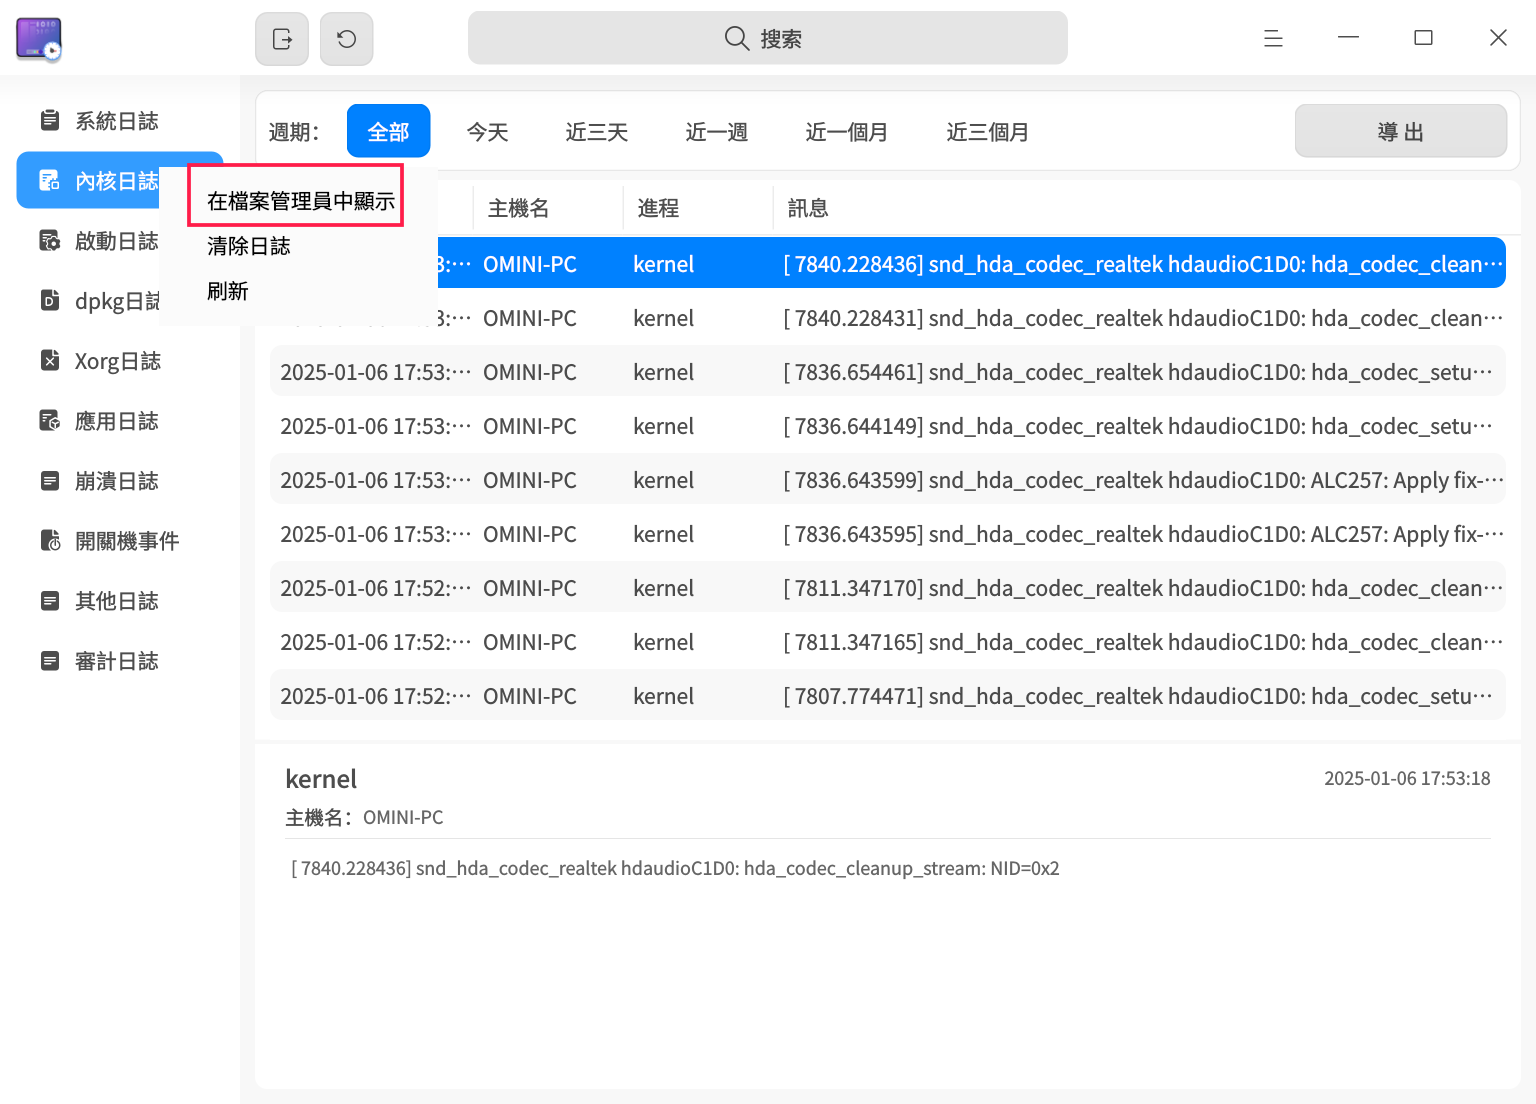 搜索
系統日誌
內核日誌
啟動日誌
dpkg日誌
Xorg日誌
應用日誌
崩潰日誌
開關機事件
其他日誌
審計日誌
週期： 全部 今天 近三天 近一週 近一個月 近三個月 導出
在檔案管理員中顯示
清除日誌
刷新
主機名 進程 訊息
3:··· OMINI-PC kernel [ 7840.228436] snd_hda_codec_realtek hdaudioC1D0: hda_codec_clean···
3:··· OMINI-PC kernel [ 7840.228431] snd_hda_codec_realtek hdaudioC1D0: hda_codec_clean···
2025-01-06 17:53:··· OMINI-PC kernel [ 7836.654461] snd_hda_codec_realtek hdaudioC1D0: hda_codec_setu···
2025-01-06 17:53:··· OMINI-PC kernel [ 7836.644149] snd_hda_codec_realtek hdaudioC1D0: hda_codec_setu···
2025-01-06 17:53:··· OMINI-PC kernel [ 7836.643599] snd_hda_codec_realtek hdaudioC1D0: ALC257: Apply fix-···
2025-01-06 17:53:··· OMINI-PC kernel [ 7836.643595] snd_hda_codec_realtek hdaudioC1D0: ALC257: Apply fix-···
2025-01-06 17:52:··· OMINI-PC kernel [ 7811.347170] snd_hda_codec_realtek hdaudioC1D0: hda_codec_clean···
2025-01-06 17:52:··· OMINI-PC kernel [ 7811.347165] snd_hda_codec_realtek hdaudioC1D0: hda_codec_clean···
2025-01-06 17:52:··· OMINI-PC kernel [ 7807.774471] snd_hda_codec_realtek hdaudioC1D0: hda_codec_setu···
kernel 2025-01-06 17:53:18
主機名： OMINI-PC
[ 7840.228436] snd_hda_codec_realtek hdaudioC1D0: hda_codec_cleanup_stream: NID=0x2